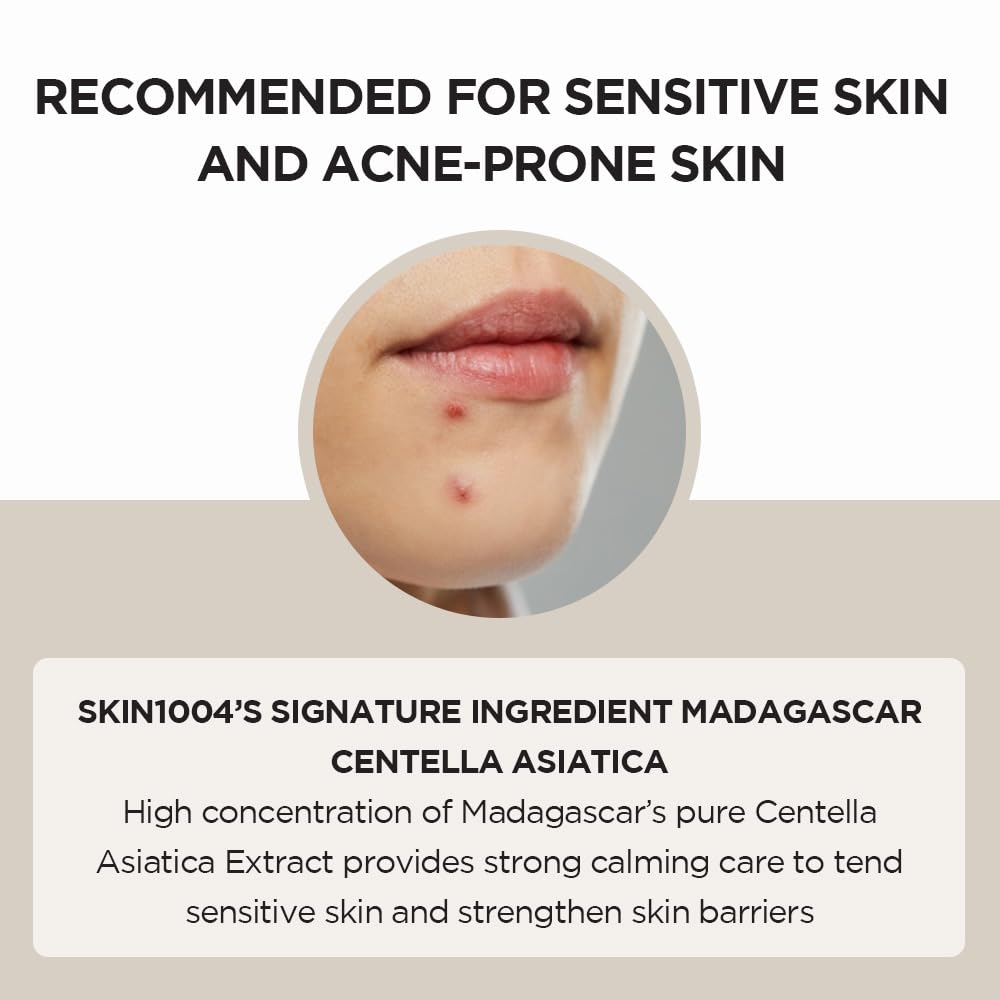 RECOMMENDED FOR SENSITIVE SKIN
AND ACNE-PRONE SKIN
SKIN1004’S SIGNATURE INGREDIENT MADAGASCAR
CENTELLA ASIATICA
High concentration of Madagascar’s pure Centella
Asiatica Extract provides strong calming care to tend
sensitive skin and strengthen skin barriers